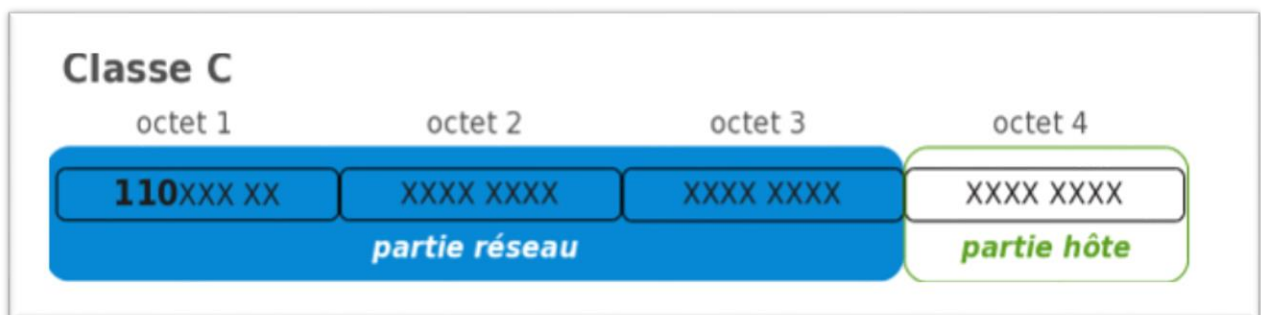 Classe C
octet 1 octet 2 octet 3 octet 4
110XXX XX XXXX XXXX XXXX XXXX XXXX XXXX
partie réseau partie hôte